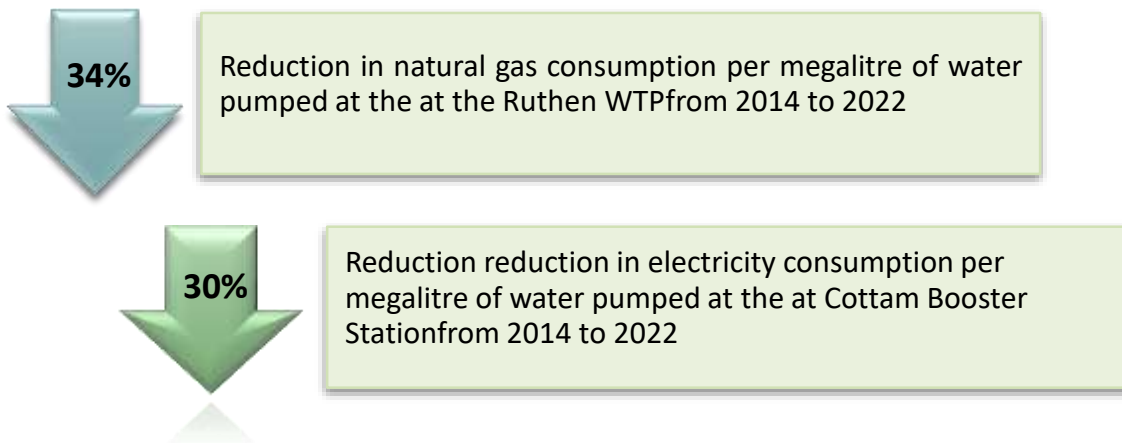 34%
Reduction in natural gas consumption per megalitre of water
pumped at the at the Ruthen WTPfrom 2014 to 2022
30%
Reduction reduction in electricity consumption per
megalitre of water pumped at the at Cottam Booster
Stationfrom 2014 to 2022